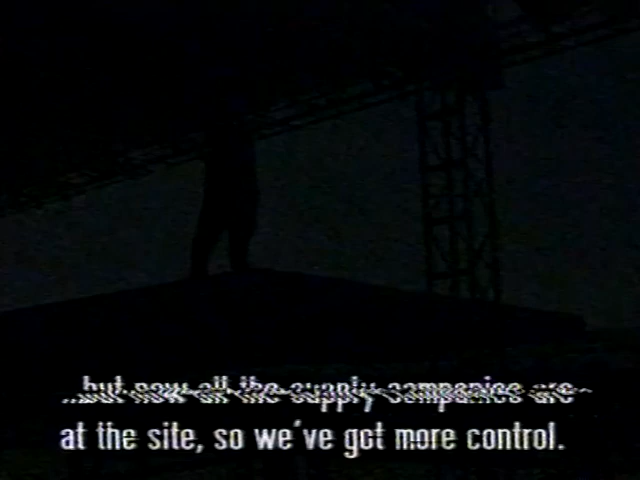 ...but now all the supply companies are
at the site, so we've got more control.